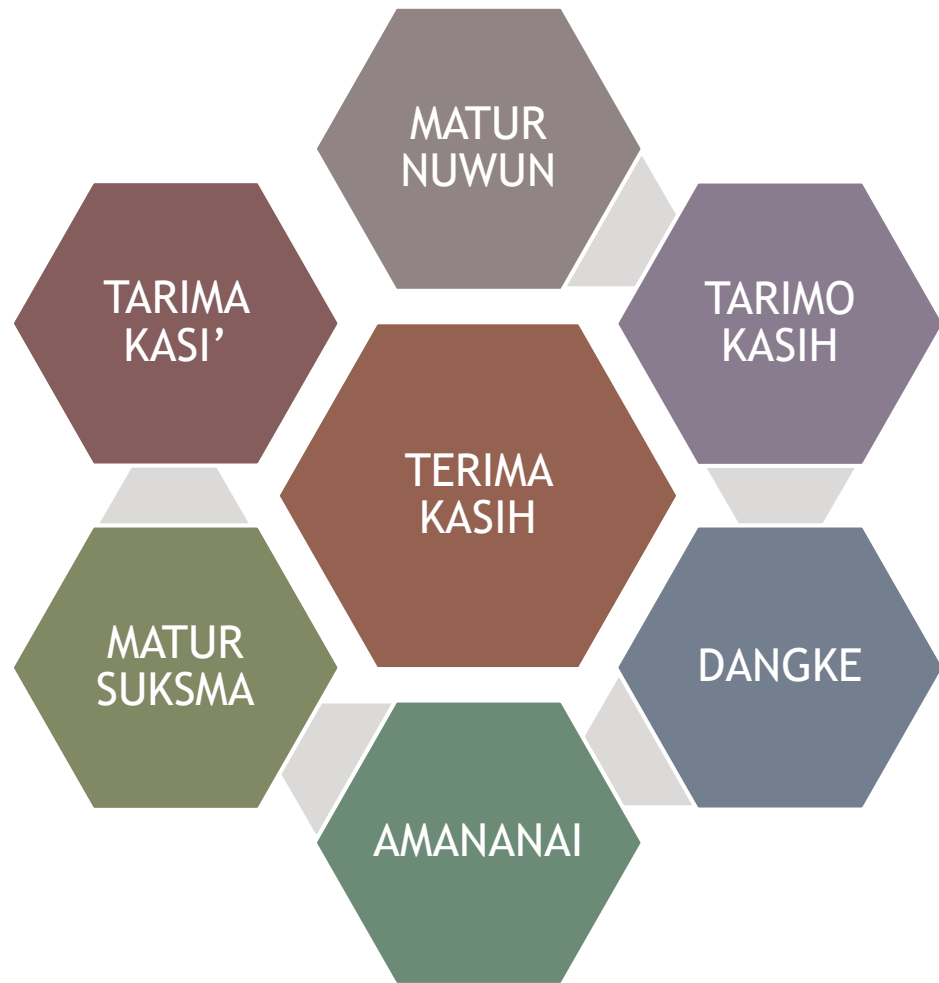 MATUR
NUWUN
TARIMO
KASIH
DANGKE
AMANANAI
MATUR
SUKSMA
TARIMA
KASI’
TERIMA
KASIH